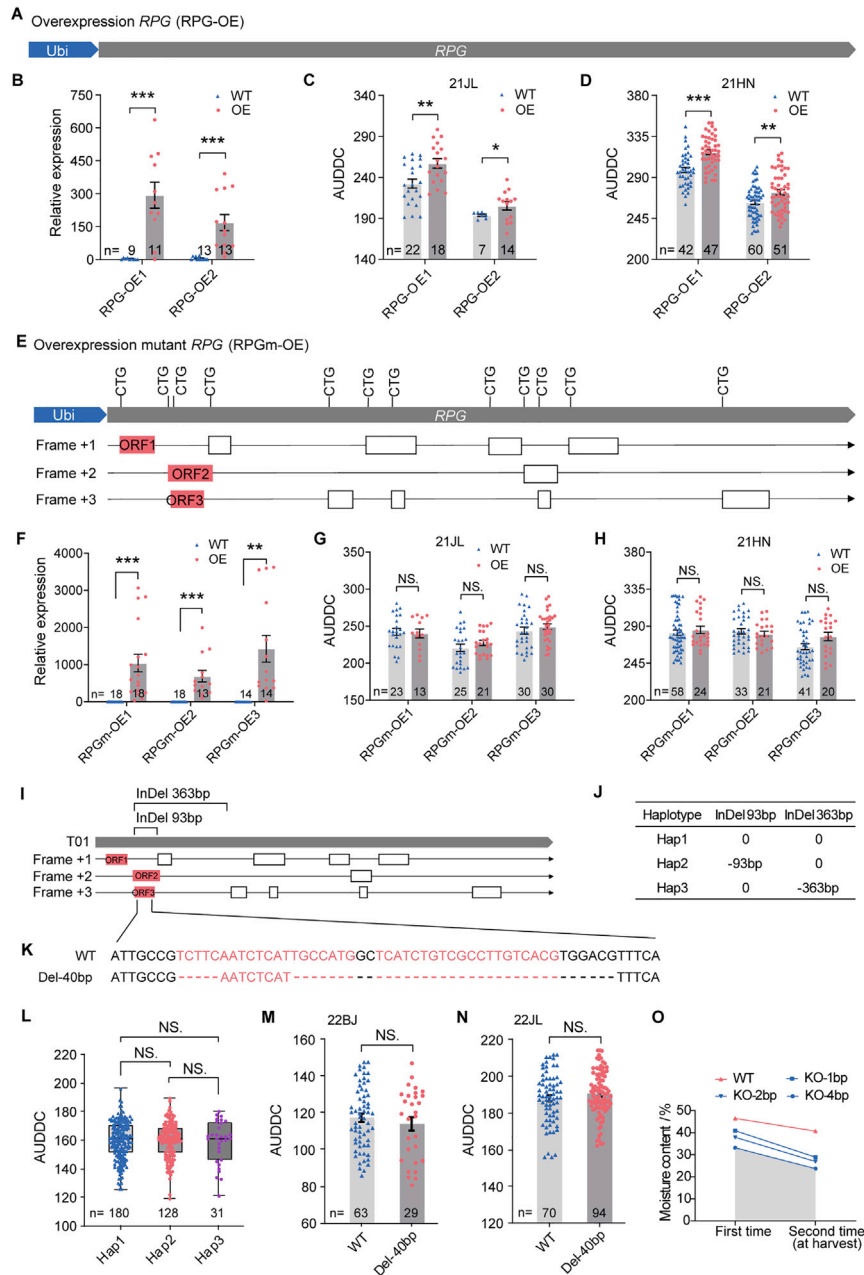 A Overexpression RPG (RPG-OE)
Ubi RPG
B
WT
OE
Relative expression
750
600
450
300
150
0
***
***
n= 9 11 13 13
RPG-OE1 RPG-OE2
C 21JL
WT
OE
AUDDC
340
290
240
190
140
**
*
n= 22 18 7 14
RPG-OE1 RPG-OE2
D 21HN
WT
OE
AUDDC
380
345
310
275
240
205
***
**
n= 42 47 60 51
RPG-OE1 RPG-OE2
E Overexpression mutant RPG (RPGm-OE)
CTG CTG CTG CTG CTG CTG CTG CTG CTG CTG CTG CTG
Ubi RPG
Frame +1 ORF1
Frame +2 ORF2
Frame +3 ORF3
F
WT
OE
Relative expression
4000
3000
2000
1000
0
***
***
**
n= 18 18 18 13 14 14
RPGm-OE1 RPGm-OE2 RPGm-OE3
G 21JL
WT
OE
AUDDC
350
300
250
200
150
NS.
NS.
NS.
n= 23 13 25 21 30 30
RPGm-OE1 RPGm-OE2 RPGm-OE3
H 21HN
WT
OE
AUDDC
380
330
280
230
180
NS.
NS.
NS.
n= 58 24 33 21 41 20
RPGm-OE1 RPGm-OE2 RPGm-OE3
I
InDel 363bp
InDel 93bp
T01
Frame +1 ORF1
Frame +2 ORF2
Frame +3 ORF3
J
Haplotype InDel 93bp InDel 363bp
Hap1 0 0
Hap2 -93bp 0
Hap3 0 -363bp
K
WT ATTGCCGTCTTCAATCTCATTGCCATGGCTCATCTGTCGCCTTGTCACGTGGACGTTTCA
Del-40bp ATTGCCG-----AATCTCAT-----------------------------------TTTCA
L
AUDDC
220
200
180
160
140
120
100
NS.
NS.
NS.
n= 180 128 31
Hap1 Hap2 Hap3
M 22BJ
AUDDC
160
140
120
100
80
60
NS.
n= 63 29
WT Del-40bp
N 22JL
AUDDC
220
200
180
160
140
120
NS.
n= 70 94
WT Del-40bp
O
WT KO-1bp
KO-2bp KO-4bp
Moisture content / %
50
40
30
20
10
0
First time Second time
(at harvest)